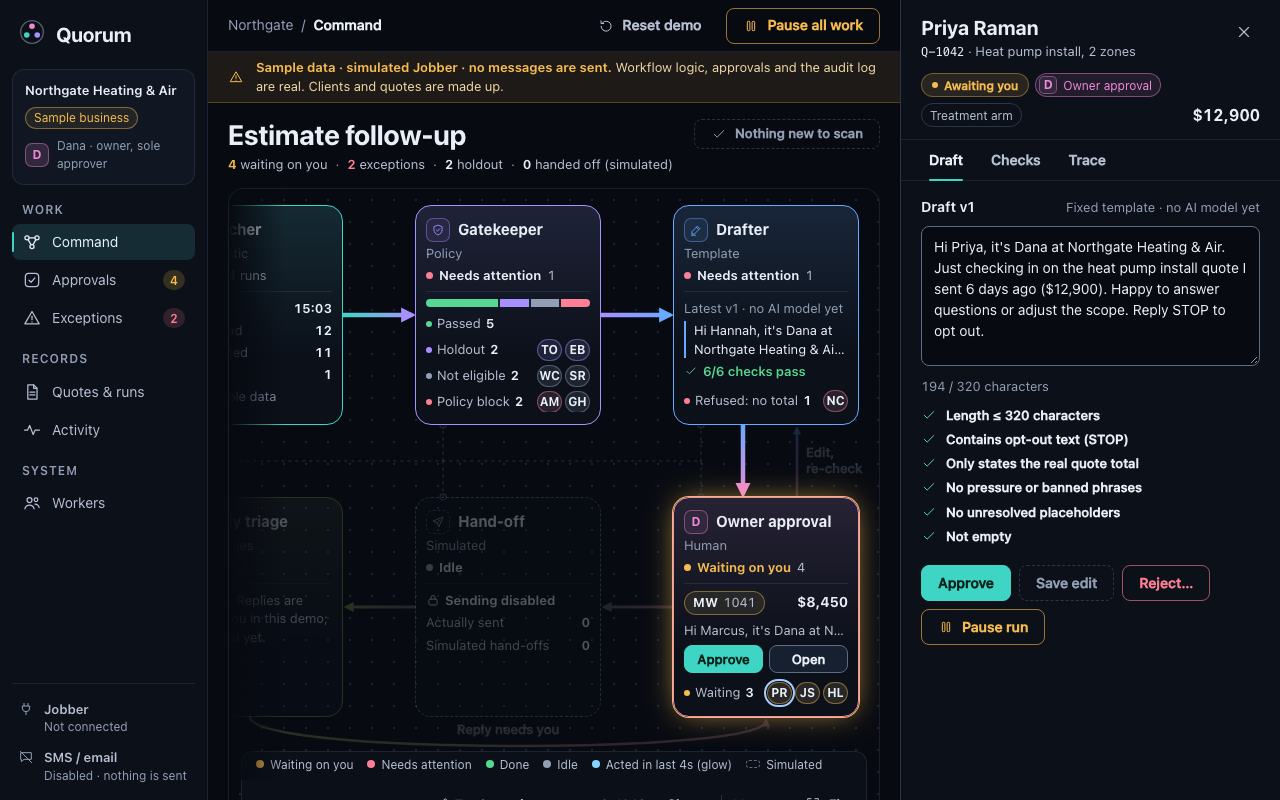 Quorum
Northgate Heating & Air
Sample business
D
Dana · owner, sole
approver
WORK
Command
Approvals
4
Exceptions
2
RECORDS
Quotes & runs
Activity
SYSTEM
Workers
Jobber
Not connected
SMS / email
Disabled · nothing is sent
Northgate / Command
Reset demo
Pause all work
Sample data · simulated Jobber · no messages are sent. Workflow logic, approvals and the audit log
are real. Clients and quotes are made up.
Estimate follow-up
Nothing new to scan
4 waiting on you · 2 exceptions · 2 holdout · 0 handed off (simulated)
runs
15:03
12
11
1
data
Gatekeeper
Policy
Needs attention 1
Passed 5
Holdout 2 TO EB
Not eligible 2 WC SR
Policy block 2 AM GH
Drafter
Template
Needs attention 1
Latest v1 · no AI model yet
Hi Hannah, it's Dana at
Northgate Heating & Ai...
6/6 checks pass
Refused: no total 1 NC
Edit,
re-check
triage
Replies are
in this demo;
yet.
Hand-off
Simulated
Idle
Sending disabled
Actually sent 0
Simulated hand-offs 0
Reply needs you
D Owner approval
Human
Waiting on you 4
MW 1041 $8,450
Hi Marcus, it's Dana at N...
Approve Open
Waiting 3 PR JS HL
Waiting on you Needs attention Done Idle Acted in last 4s (glow) Simulated
Priya Raman
Q-1042 · Heat pump install, 2 zones
Awaiting you D Owner approval
Treatment arm $12,900
Draft Checks Trace
Draft v1 Fixed template · no AI model yet
Hi Priya, it's Dana at Northgate Heating & Air.
Just checking in on the heat pump install quote I
sent 6 days ago ($12,900). Happy to answer
questions or adjust the scope. Reply STOP to
opt out.
194 / 320 characters
Length ≤ 320 characters
Contains opt-out text (STOP)
Only states the real quote total
No pressure or banned phrases
No unresolved placeholders
Not empty
Approve Save edit Reject...
Pause run